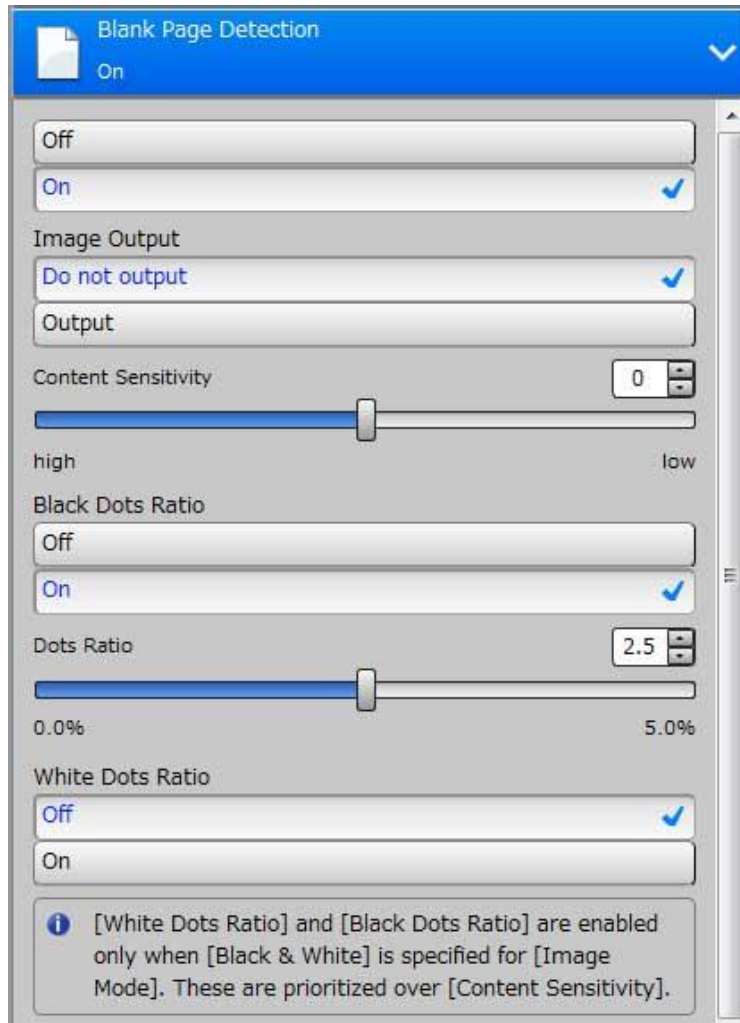 Blank Page Detection
On
Off
On
Image Output
Do not output
Output
Content Sensitivity 0
high low
Black Dots Ratio
Off
On
Dots Ratio 2.5
0.0% 5.0%
White Dots Ratio
Off
On
[White Dots Ratio] and [Black Dots Ratio] are enabled
only when [Black & White] is specified for [Image
Mode]. These are prioritized over [Content Sensitivity].